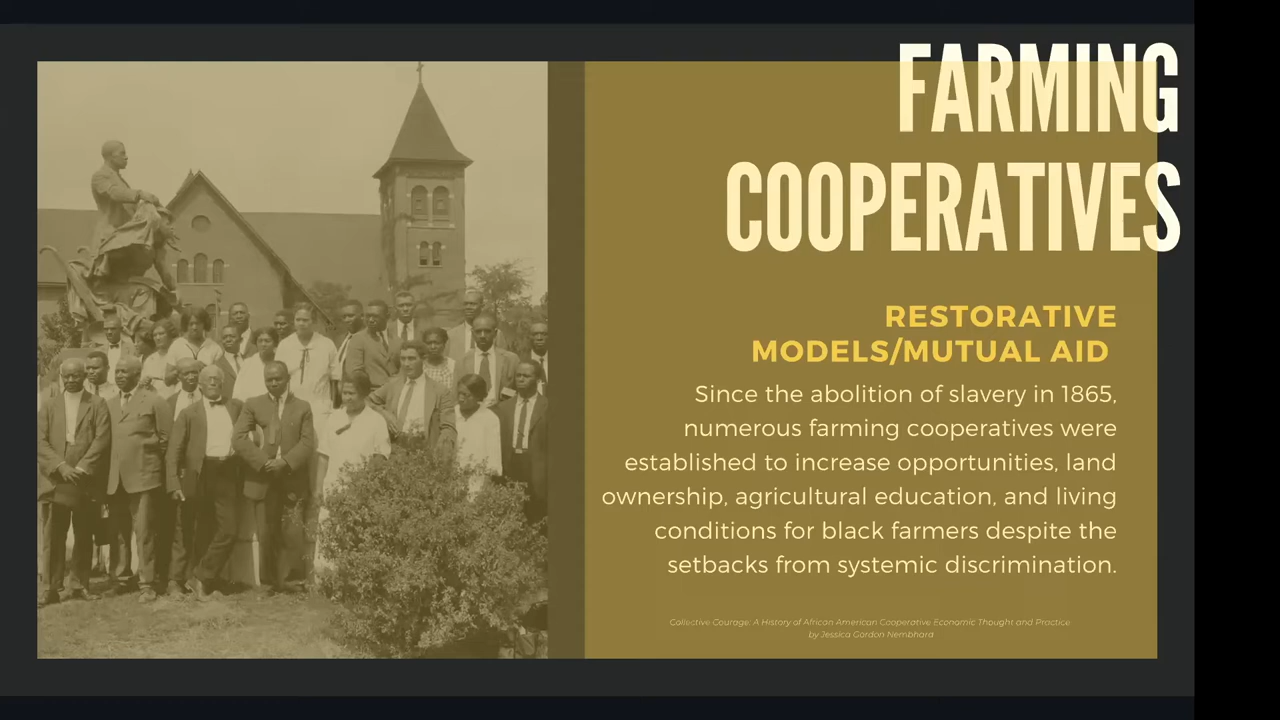 FARMING
COOPERATIVES
RESTORATIVE
MODELS/MUTUAL AID
Since the abolition of slavery in 1865,
numerous farming cooperatives were
established to increase opportunities, land
ownership, agricultural education, and living
conditions for black farmers despite the
setbacks from systemic discrimination.
Collective Courage: A History of African American Cooperative Economic Thought and Practice
by Jessica Gordon Nembhard